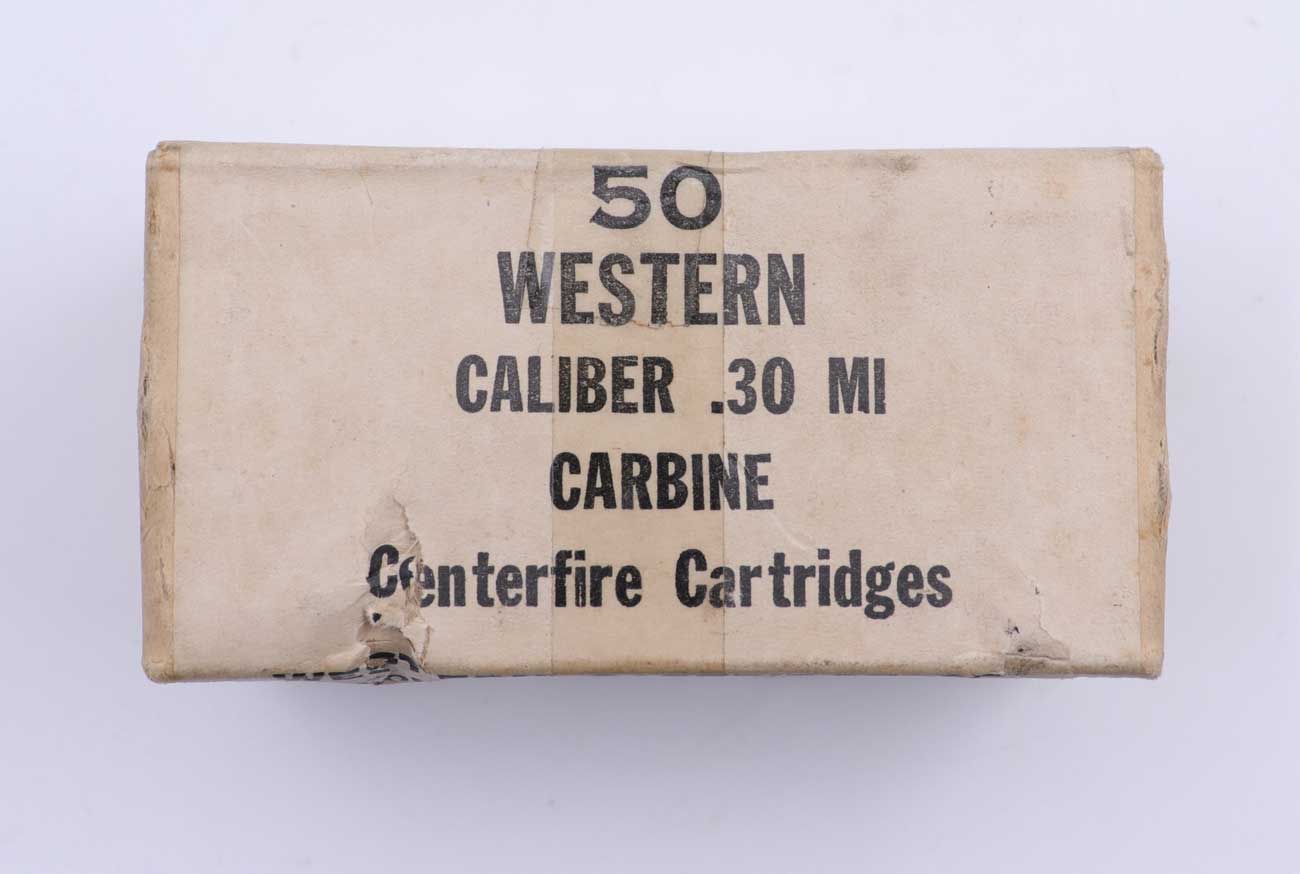 50
WESTERN
CALIBER .30 MI
CARBINE
Centerfire Cartridges